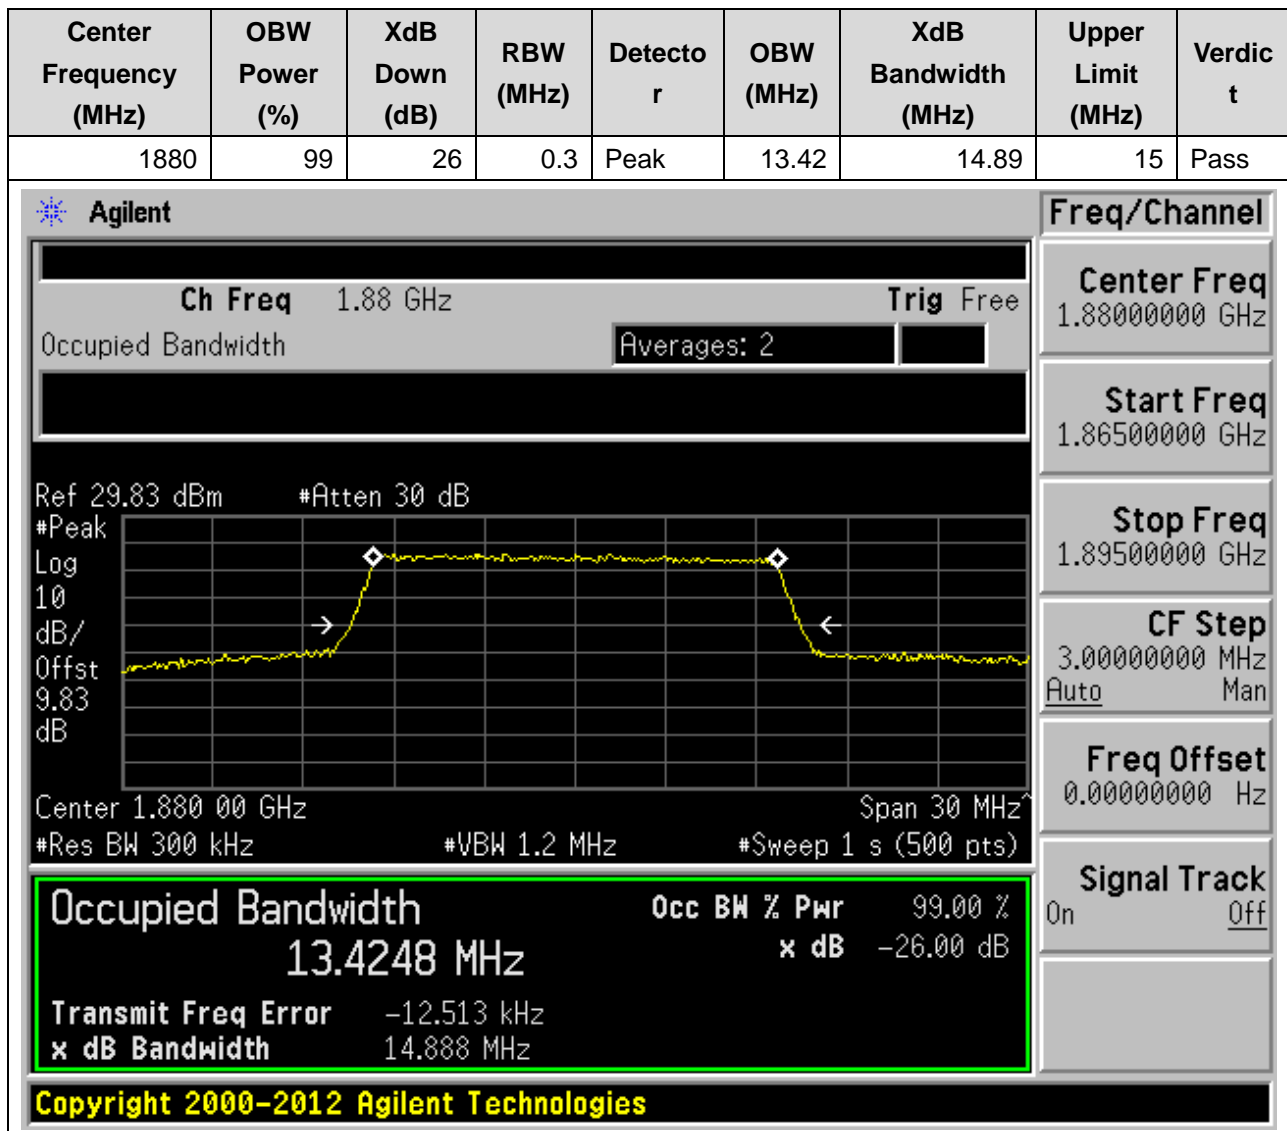 Center Frequency (MHz) OBW Power (%) XdB Down (dB) RBW (MHz) Detector OBW (MHz) XdB Bandwidth (MHz) Upper Limit (MHz) Verdict
1880 99 26 0.3 Peak 13.42 14.89 15 Pass
Agilent
Freq/Channel
Ch Freq 1.88 GHz Trig Free
Occupied Bandwidth Averages: 2
Center Freq
1.88000000 GHz
Start Freq
1.86500000 GHz
Stop Freq
1.89500000 GHz
CF Step
3.00000000 MHz
Auto Man
Freq Offset
0.00000000 Hz
Signal Track
On Off
Ref 29.83 dBm #Atten 30 dB
#Peak
Log
10
dB/
Offst
9.83
dB
Center 1.880 00 GHz Span 30 MHz^
#Res BW 300 kHz #VBW 1.2 MHz #Sweep 1 s (500 pts)
Occupied Bandwidth Occ BW % Pwr 99.00 %
13.4248 MHz x dB -26.00 dB
Transmit Freq Error -12.513 kHz
x dB Bandwidth 14.888 MHz
Copyright 2000-2012 Agilent Technologies